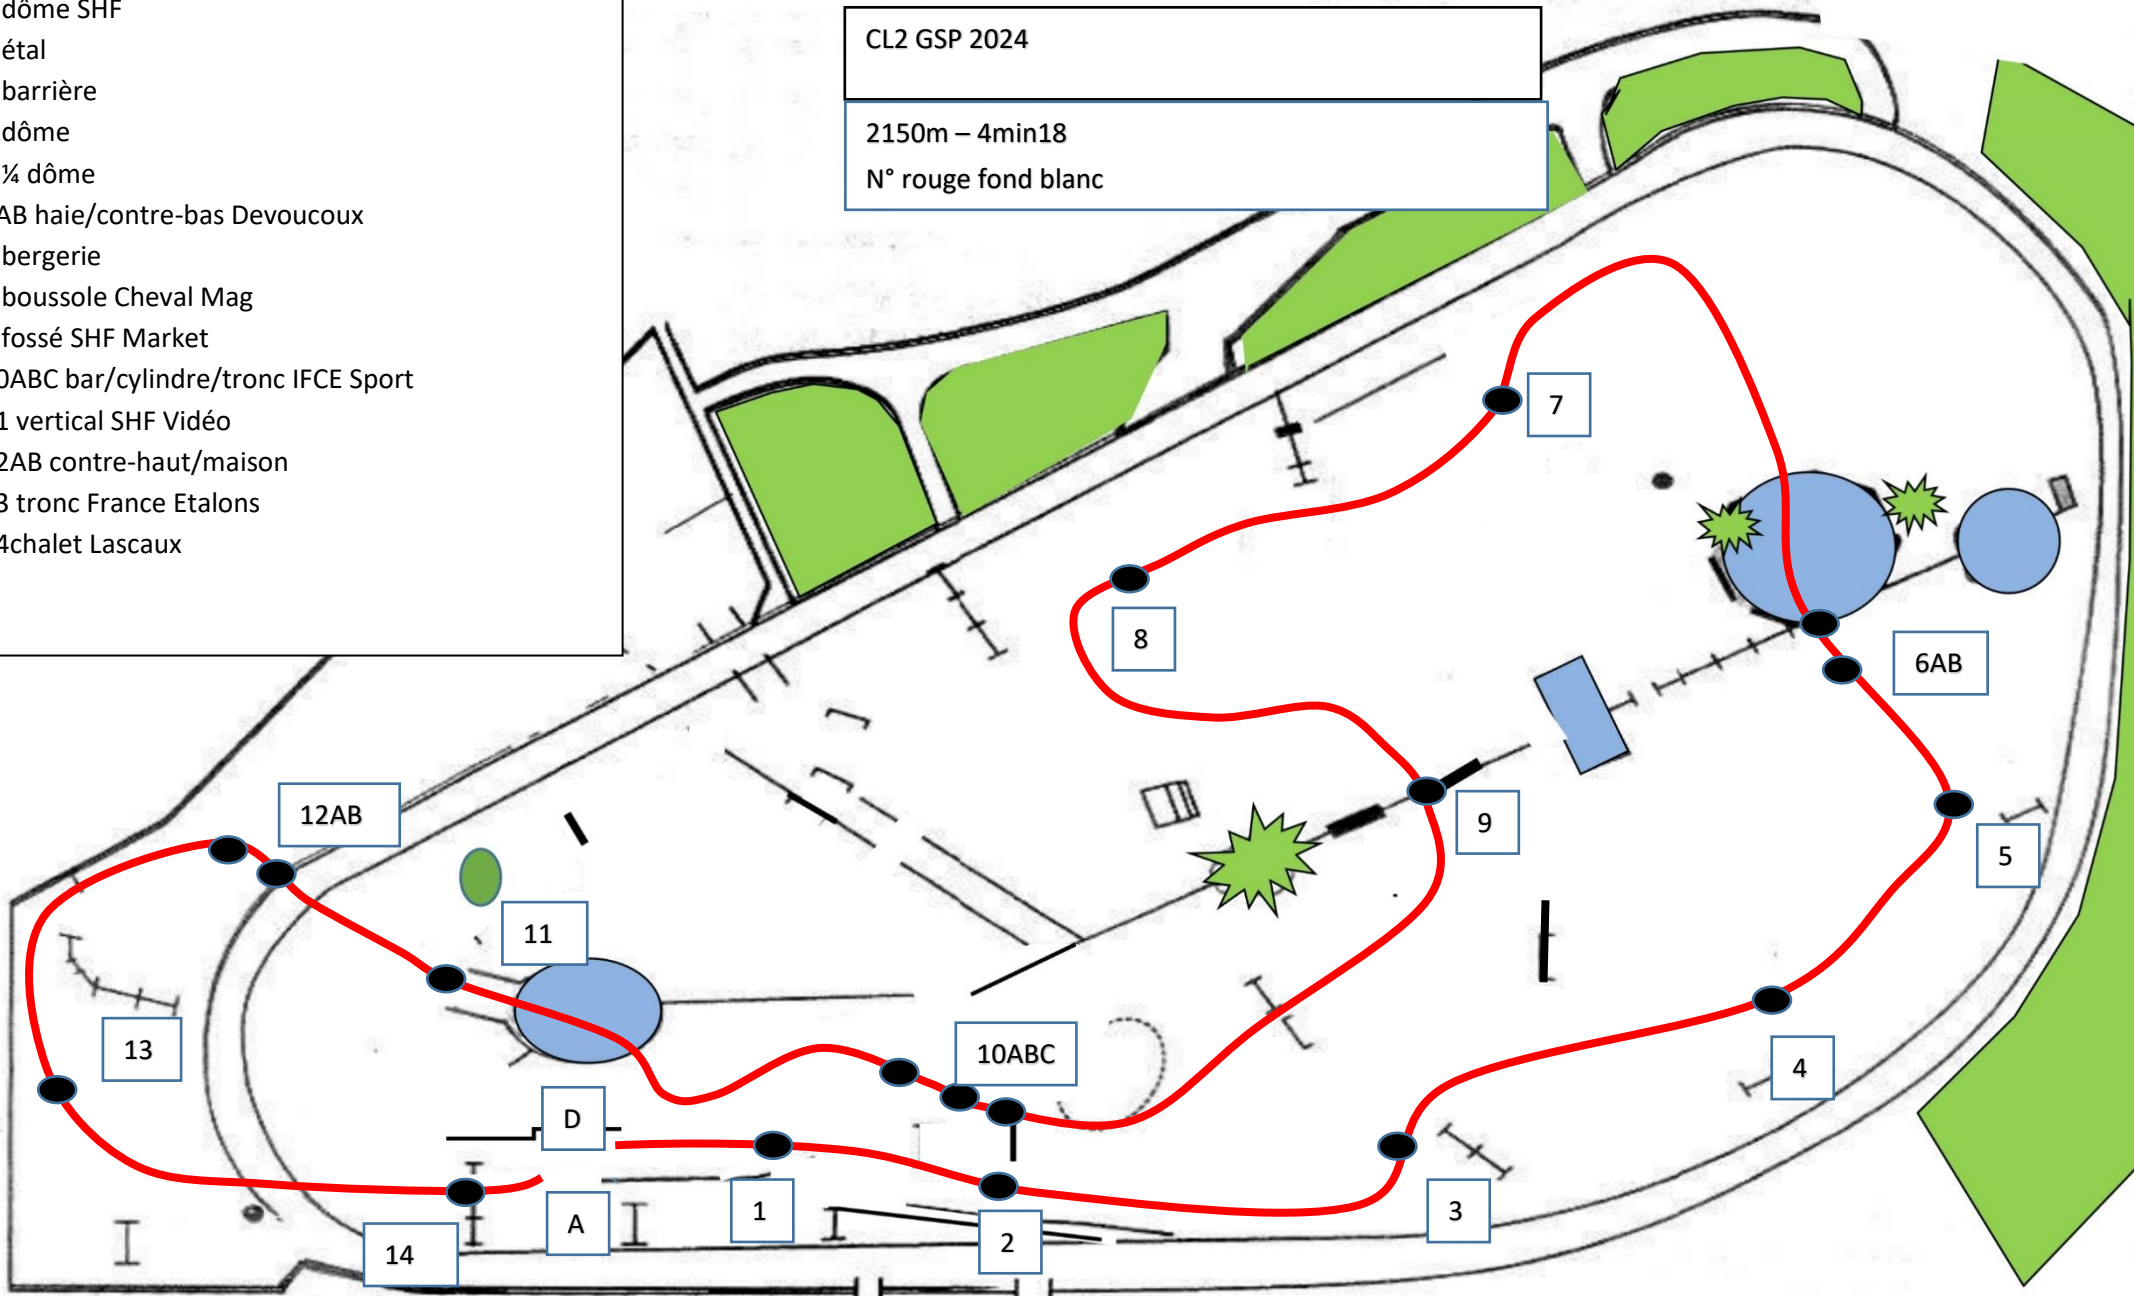 dôme SHF
étal
barrière
dôme
¼ dôme
AB haie/contre-bas Devoucoux
bergerie
boussole Cheval Mag
fossé SHF Market
0ABC bar/cylindre/tronc IFCE Sport
1 vertical SHF Vidéo
2AB contre-haut/maison
3 tronc France Etalons
4chalet Lascaux
CL2 GSP 2024
2150m – 4min18
N° rouge fond blanc
7
8
6AB
12AB
9
5
11
13
10ABC
4
D
1
A
3
2
14